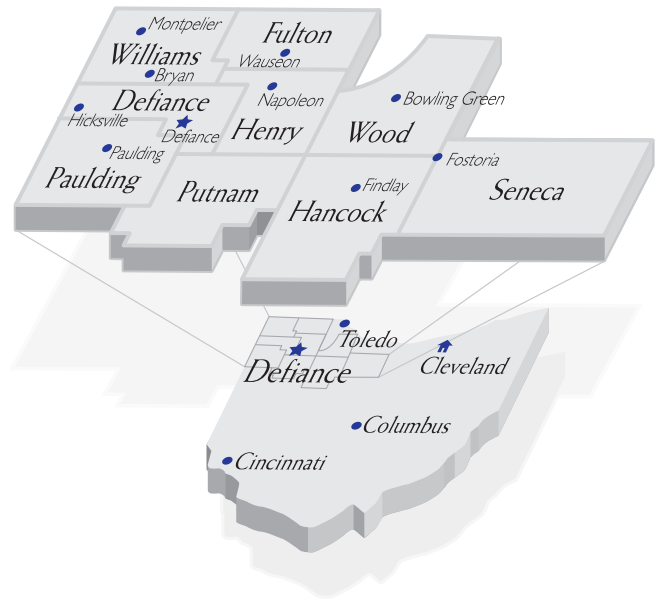 Montpelier
Fulton
Williams
Wauseon
Bryan
Defiance
Napoleon
Bowling Green
Hicksville
Defiance
Henry
Wood
Paulding
Fostoria
Paulding
Putnam
Findlay
Seneca
Hancock
Toledo
Defiance
Cleveland
Columbus
Cincinnati